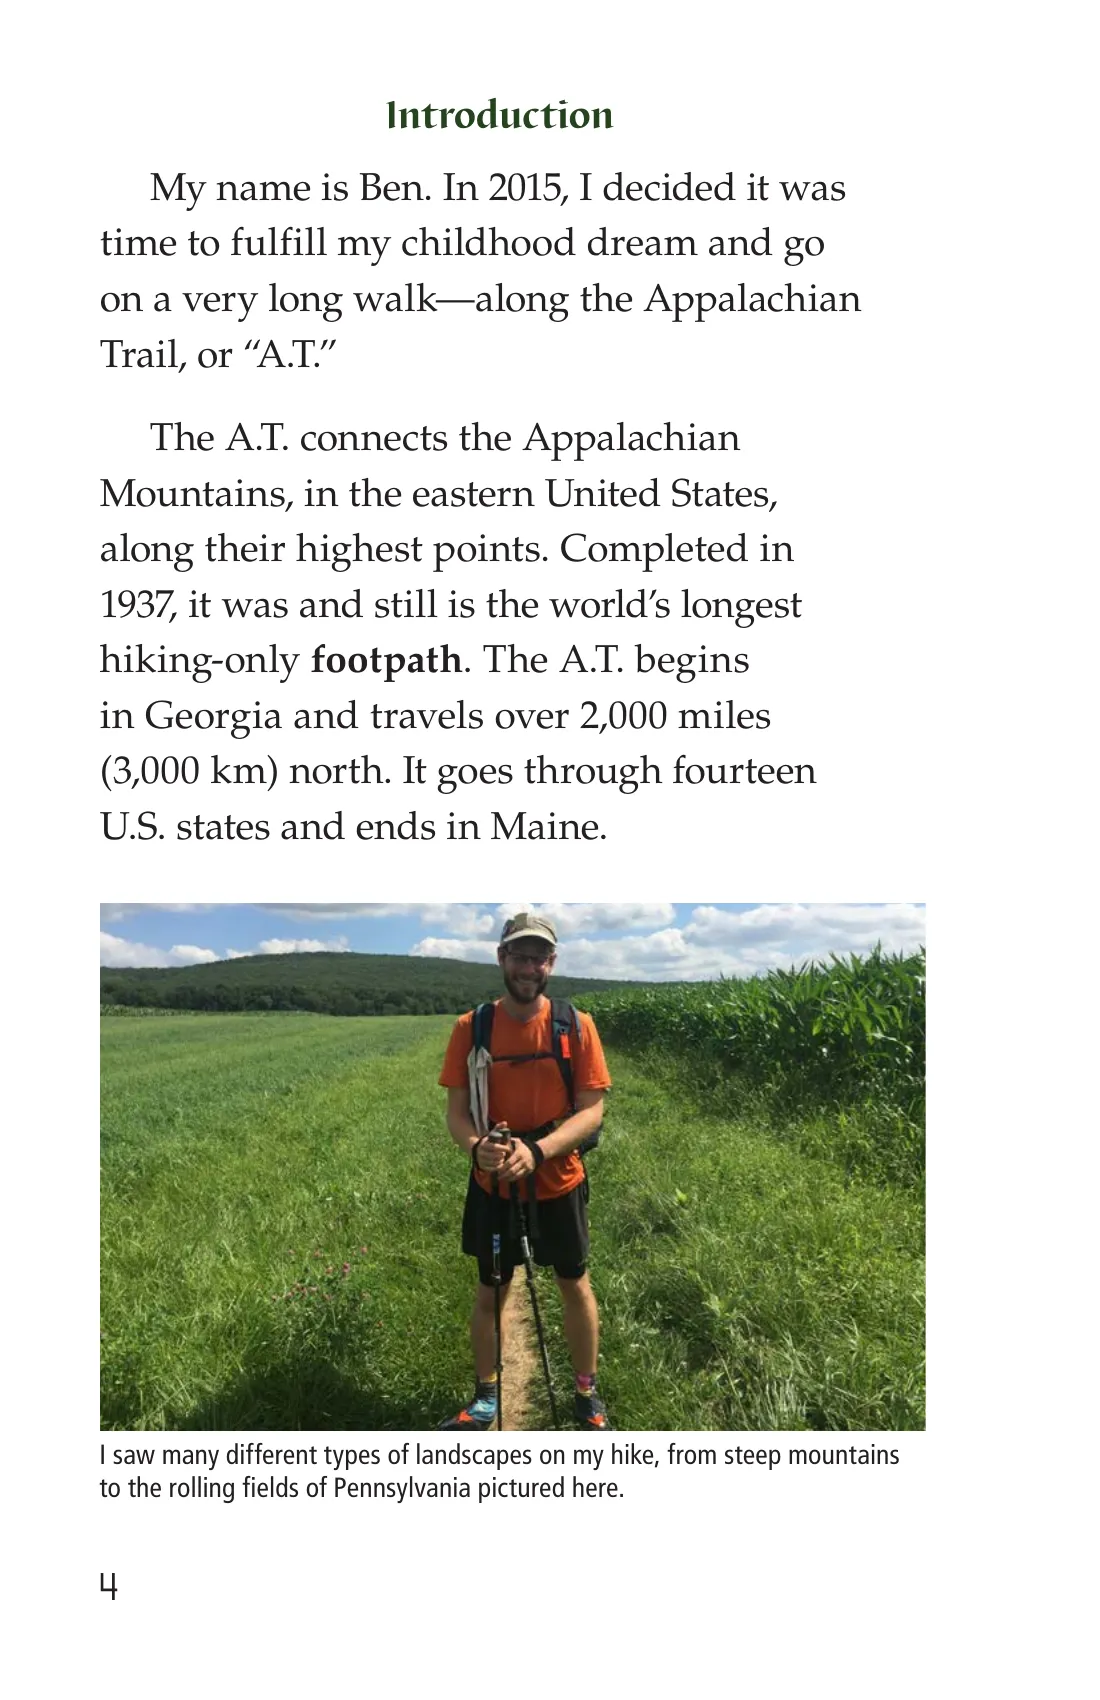 Introduction
My name is Ben. In 2015, I decided it was
time to fulfill my childhood dream and go
on a very long walk—along the Appalachian
Trail, or “A.T.”
The A.T. connects the Appalachian
Mountains, in the eastern United States,
along their highest points. Completed in
1937, it was and still is the world’s longest
hiking-only footpath. The A.T. begins
in Georgia and travels over 2,000 miles
(3,000 km) north. It goes through fourteen
U.S. states and ends in Maine.
I saw many different types of landscapes on my hike, from steep mountains
to the rolling fields of Pennsylvania pictured here.
4